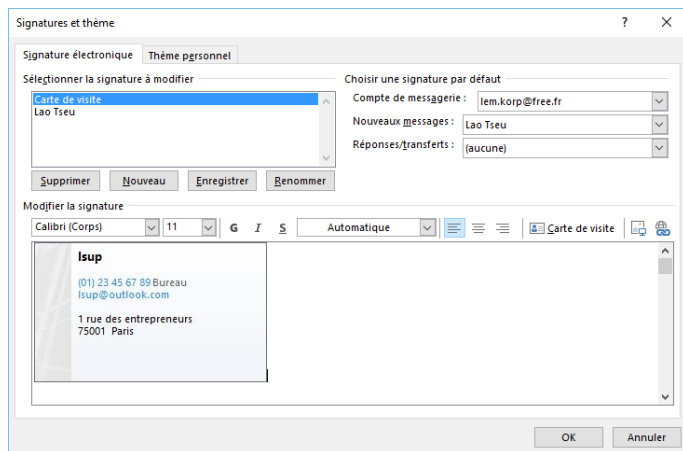 Signatures et thème
Signature électronique Thème personnel
Sélectionner la signature à modifier
Carte de visite
Lao Tseu
Supprimer Nouveau Enregistrer Renommer
Choisir une signature par défaut
Compte de messagerie : lem.korp@free.fr
Nouveaux messages : Lao Tseu
Réponses/transferts : (aucune)
Modifier la signature
Calibri (Corps) 11 G I S Automatique Carte de visite
Isup
(01) 23 45 67 89 Bureau
Isup@outlook.com
1 rue des entrepreneurs
75001 Paris
OK Annuler